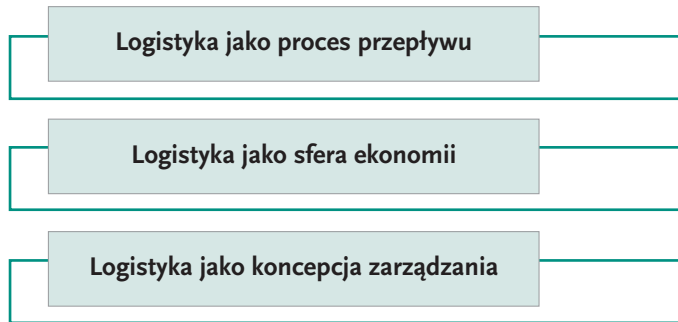 Logistyka jako proces przepływu
Logistyka jako sfera ekonomii
Logistyka jako koncepcja zarządzania